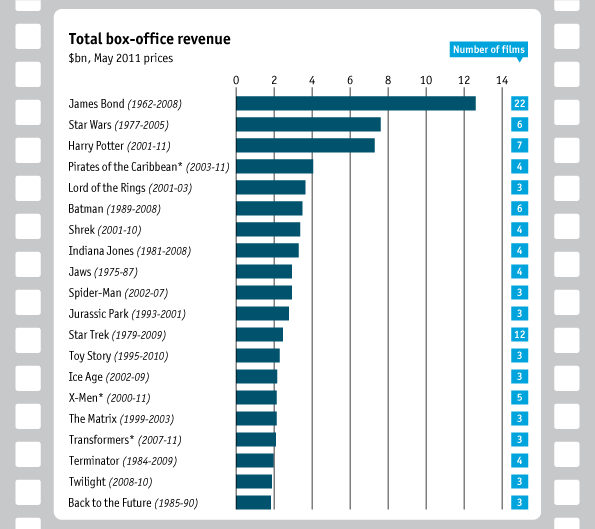 Total box-office revenue
$bn, May 2011 prices
Number of films
0 2 4 6 8 10 12 14
James Bond (1962-2008) 22
Star Wars (1977-2005) 6
Harry Potter (2001-11) 7
Pirates of the Caribbean* (2003-11) 4
Lord of the Rings (2001-03) 3
Batman (1989-2008) 6
Shrek (2001-10) 4
Indiana Jones (1981-2008) 4
Jaws (1975-87) 4
Spider-Man (2002-07) 3
Jurassic Park (1993-2001) 3
Star Trek (1979-2009) 12
Toy Story (1995-2010) 3
Ice Age (2002-09) 3
X-Men* (2000-11) 5
The Matrix (1999-2003) 3
Transformers* (2007-11) 3
Terminator (1984-2009) 4
Twilight (2008-10) 3
Back to the Future (1985-90) 3